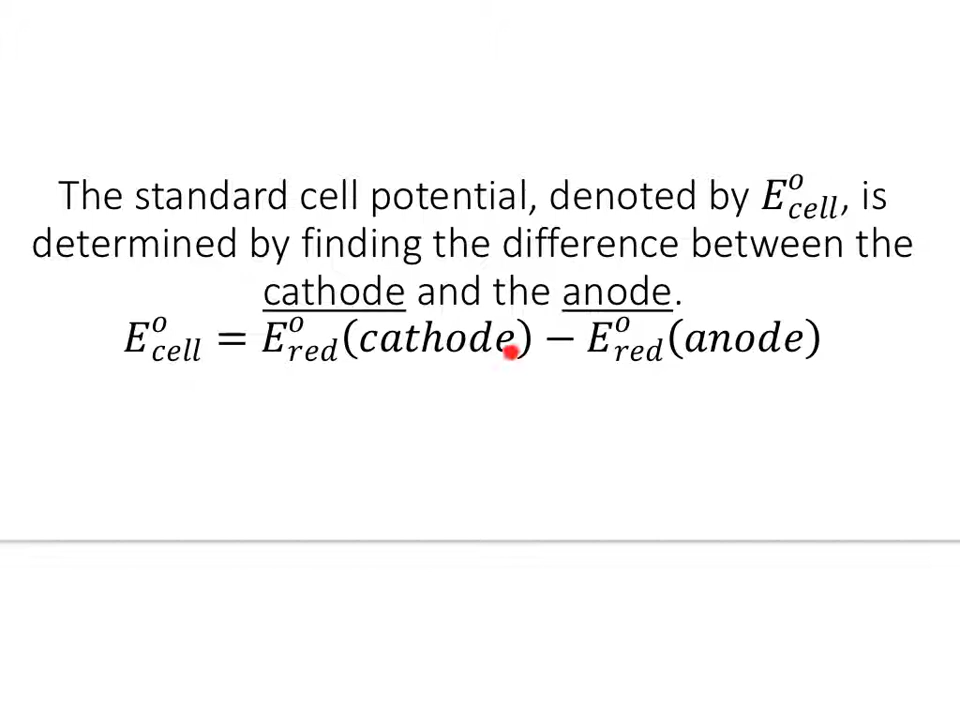 The standard cell potential, denoted by E°cell, is
determined by finding the difference between the
cathode and the anode.
E°cell = E°red(cathode) − E°red(anode)